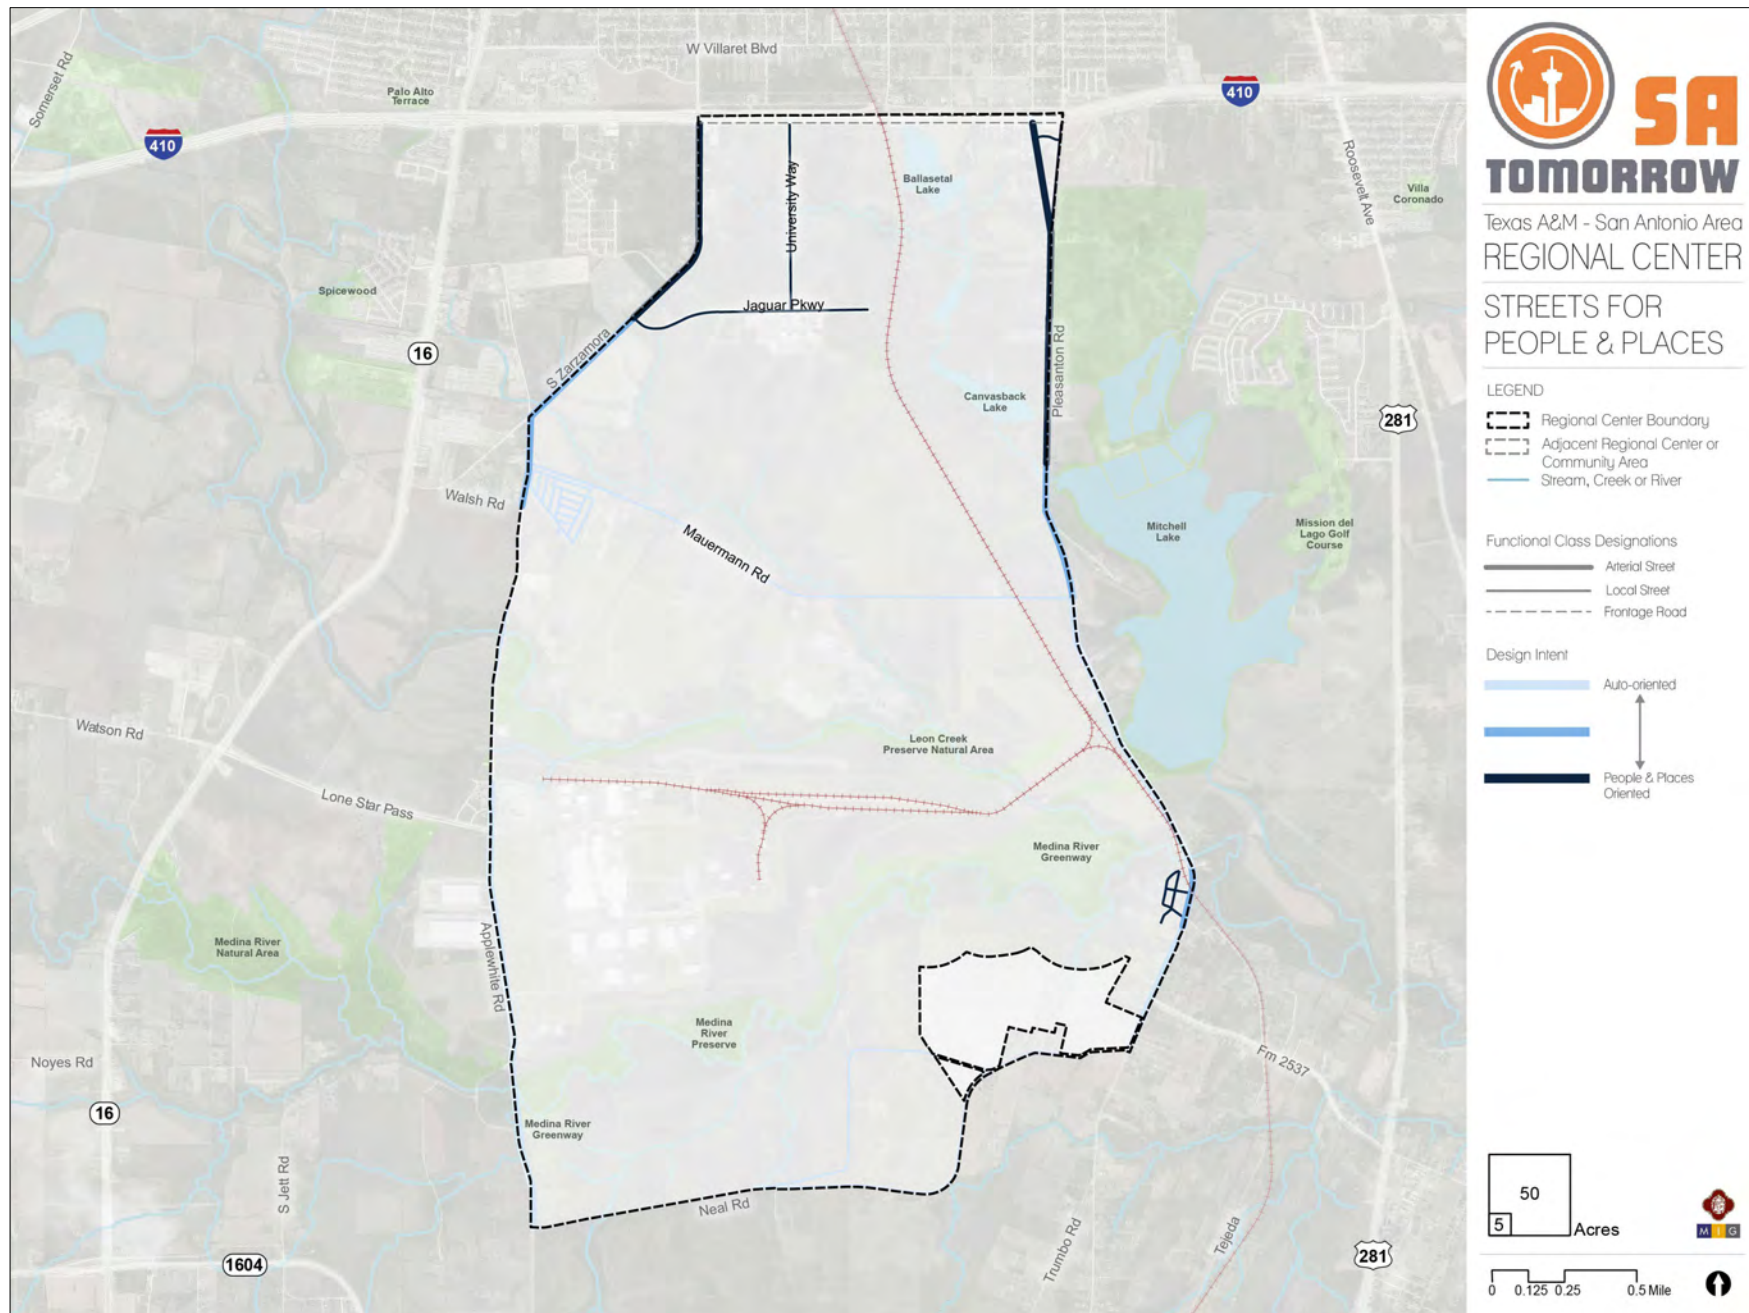 W Villaret Blvd
Somerset Rd
Palo Alto
Terrace
410
410
Roosevelt Ave
Villa
Coronado
University Way
Ballasetal
Lake
Spicewood
Jaguar Pkwy
16
S Zarzamora
Pleasanton Rd
Canvasback
Lake
281
Walsh Rd
Mauermann Rd
Mitchell
Lake
Mission del
Lago Golf
Course
Watson Rd
Leon Creek
Preserve Natural Area
Lone Star Pass
Medina River
Greenway
Medina River
Natural Area
Applewhite Rd
Medina
River
Preserve
Noyes Rd
Fm 2537
16
Medina River
Greenway
S Jett Rd
Neal Rd
Trumbo Rd
Tejeda
1604
281
SA
TOMORROW
Texas A&M - San Antonio Area
REGIONAL CENTER
STREETS FOR
PEOPLE & PLACES
LEGEND
Regional Center Boundary
Adjacent Regional Center or
Community Area
Stream, Creek or River
Functional Class Designations
Arterial Street
Local Street
Frontage Road
Design Intent
Auto-oriented
People & Places
Oriented
50
5
Acres
M I G
0 0.125 0.25 0.5 Mile